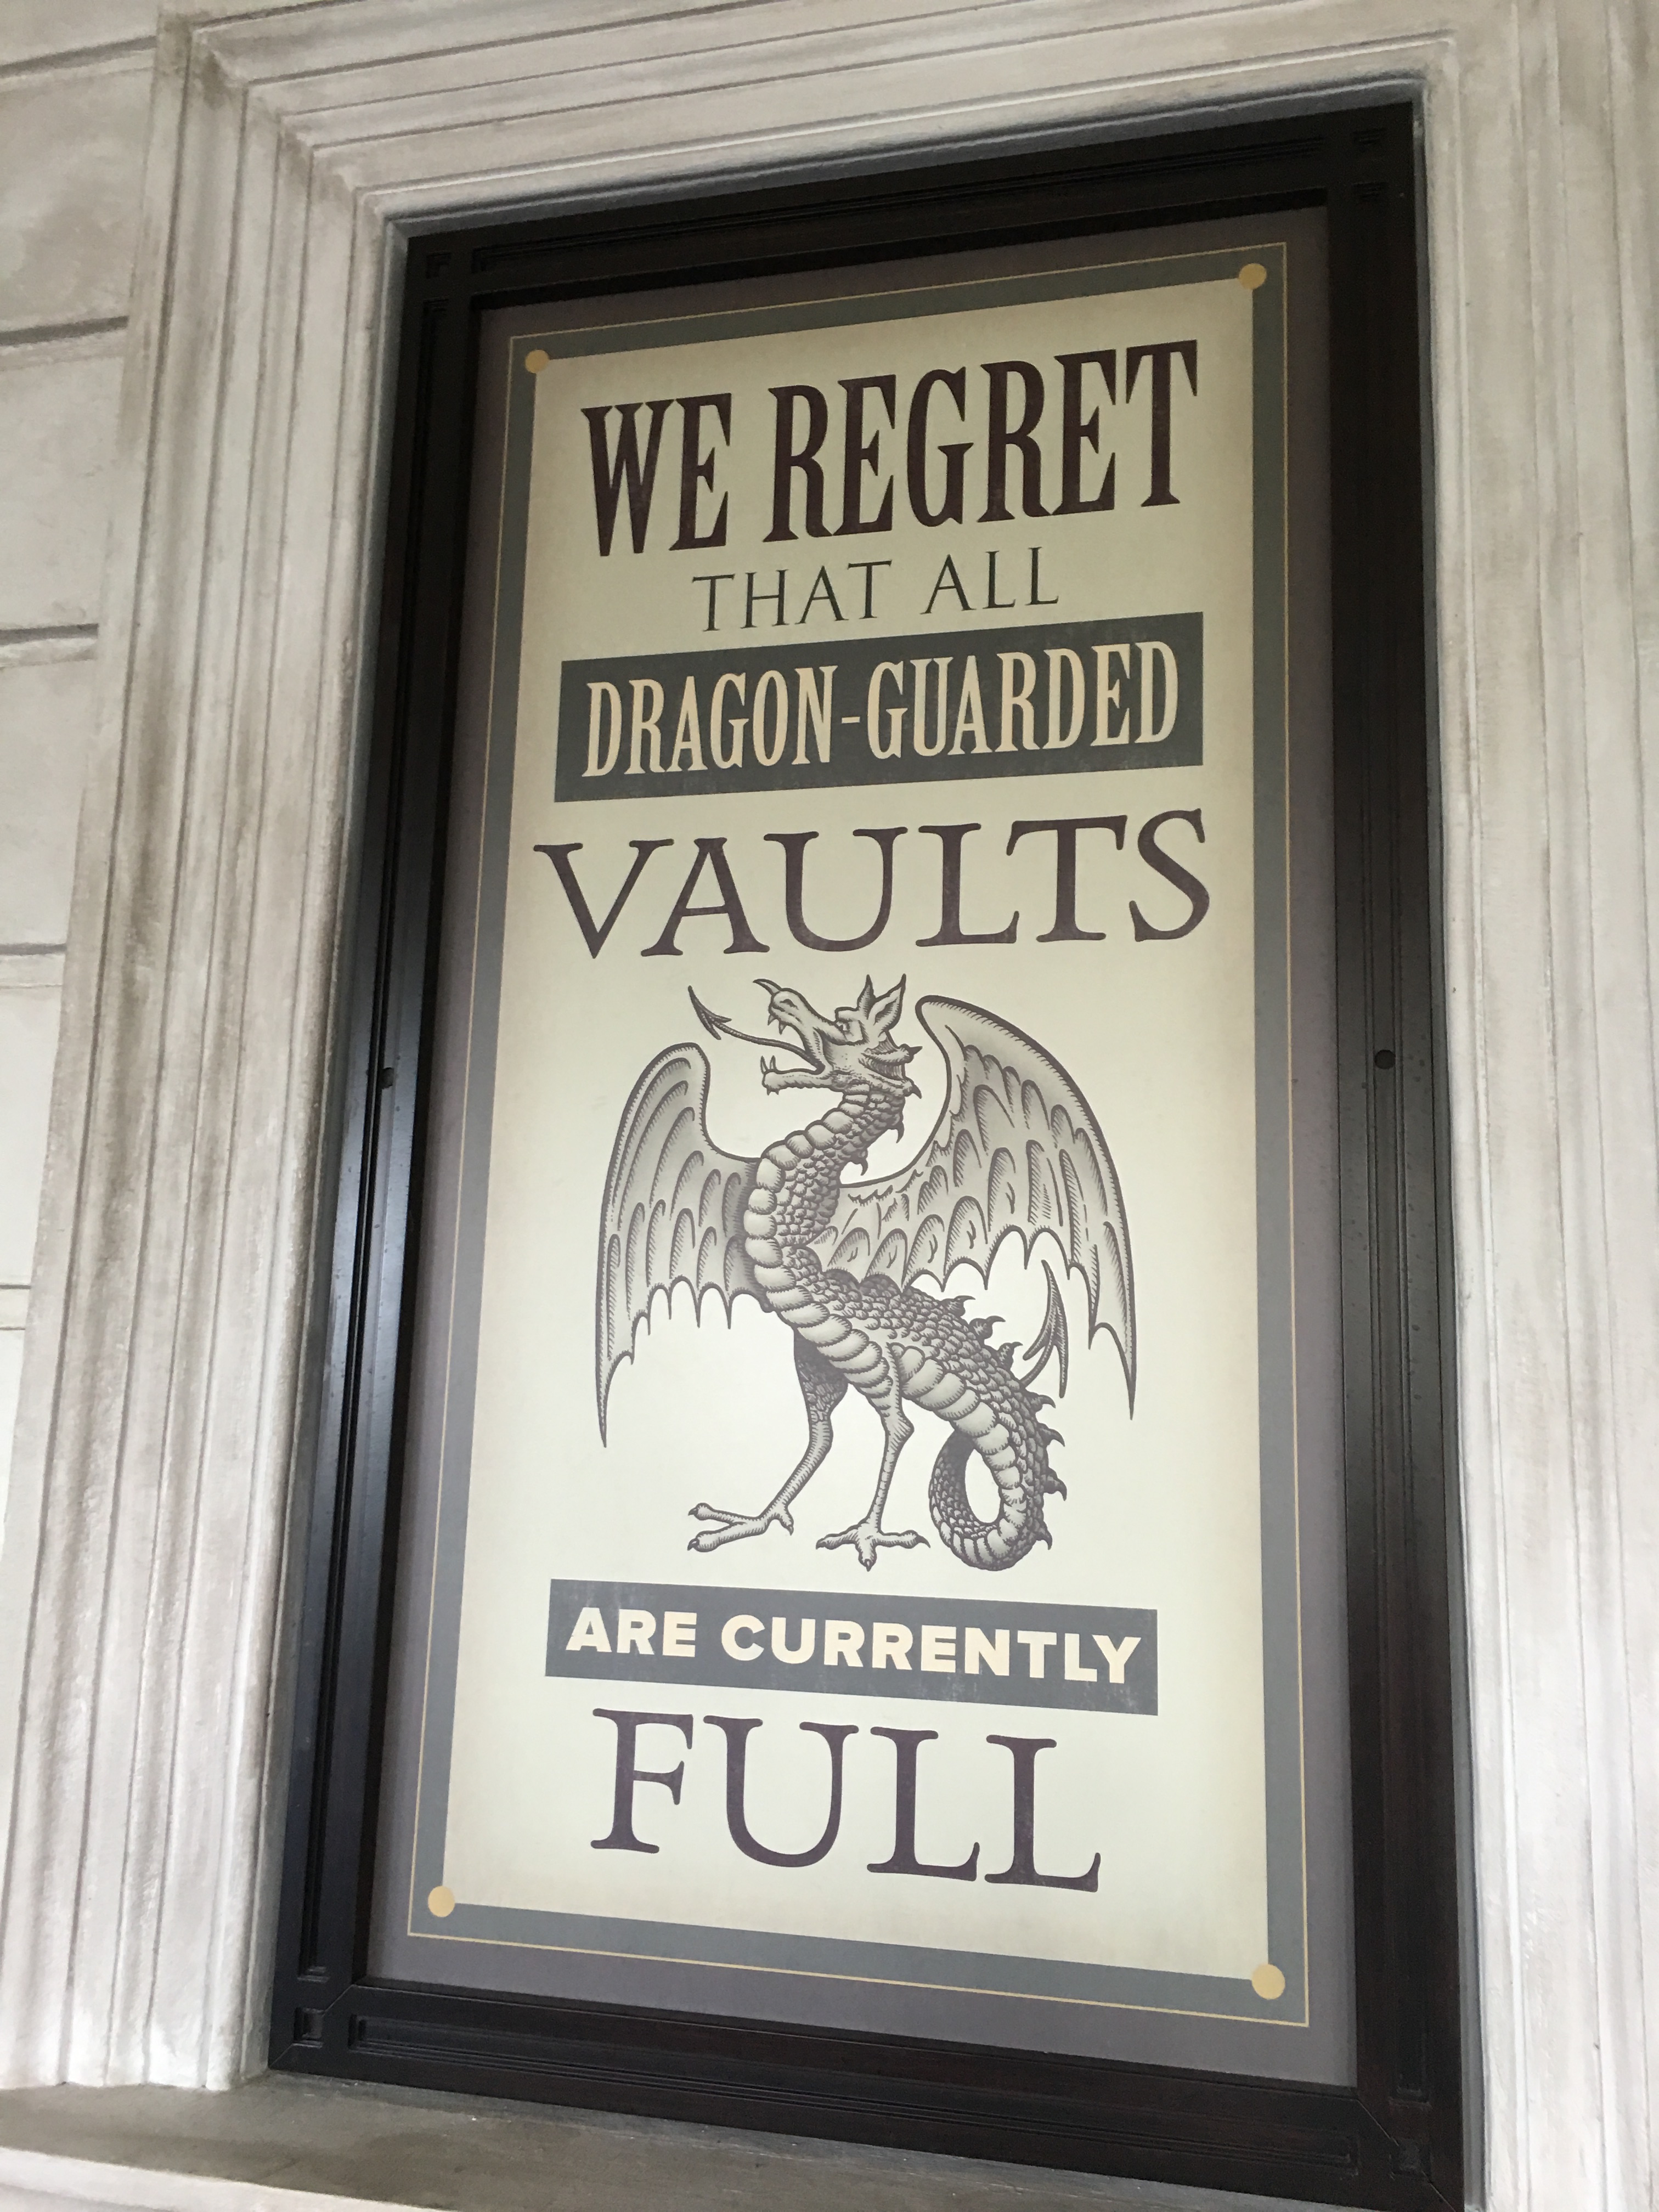 WE REGRET
THAT ALL
DRAGON-GUARDED
VAULTS
ARE CURRENTLY
FULL